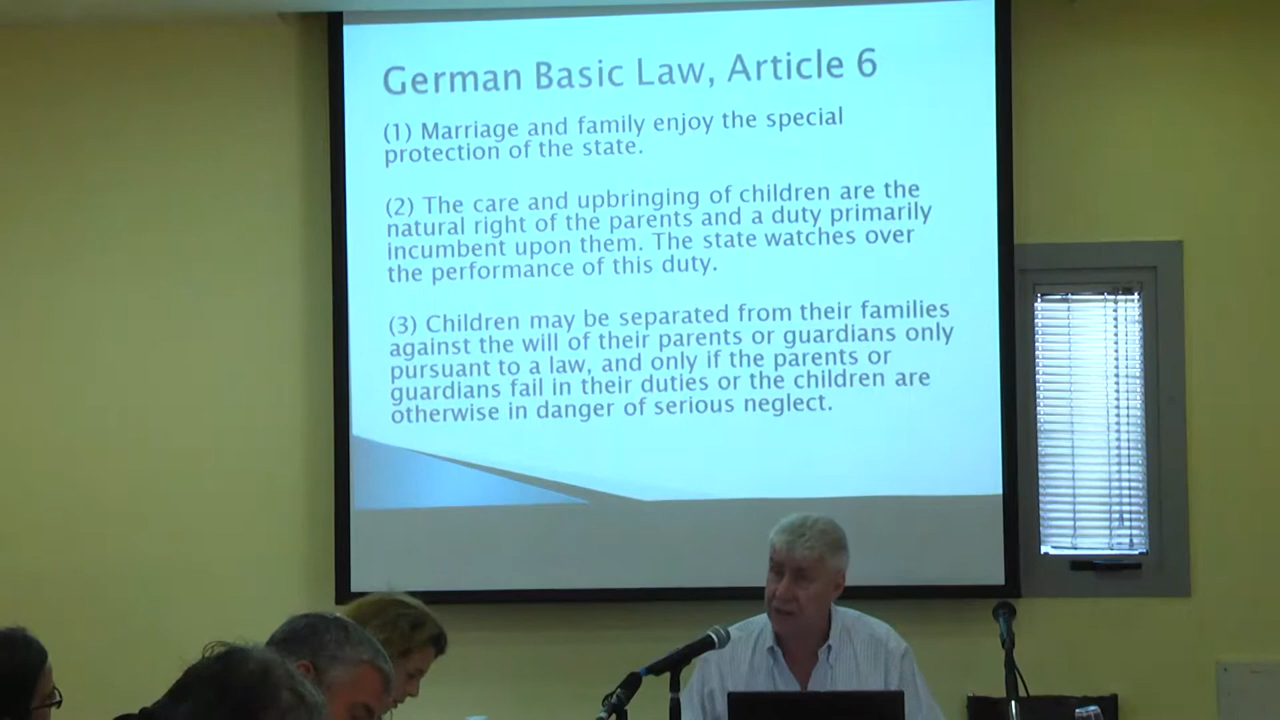 German Basic Law, Article 6
(1) Marriage and family enjoy the special
protection of the state.
(2) The care and upbringing of children are the
natural right of the parents and a duty primarily
incumbent upon them. The state watches over
the performance of this duty.
(3) Children may be separated from their families
against the will of their parents or guardians only
pursuant to a law, and only if the parents or
guardians fail in their duties or the children are
otherwise in danger of serious neglect.